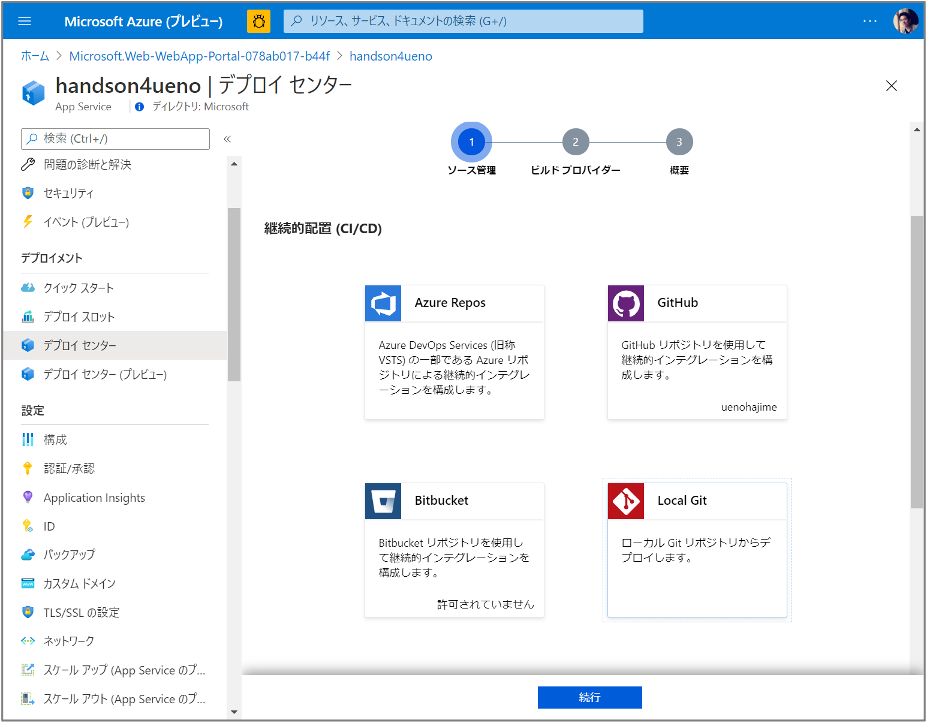 Microsoft Azure (プレビュー)
リソース、サービス、ドキュメントの検索 (G+/)
ホーム > Microsoft.Web-WebApp-Portal-078ab017-b44f > handson4ueno
handson4ueno | デプロイ センター
App Service
ディレクトリ: Microsoft
検索 (Ctrl+/)
問題の診断と解決
セキュリティ
イベント (プレビュー)
デプロイメント
クイック スタート
デプロイ スロット
デプロイ センター
デプロイ センター (プレビュー)
設定
構成
認証/承認
Application Insights
ID
バックアップ
カスタム ドメイン
TLS/SSL の設定
ネットワーク
スケール アップ (App Service のプ...
スケール アウト (App Service のプ...
1
2
3
ソース管理
ビルド プロバイダー
概要
継続的配置 (CI/CD)
Azure Repos
Azure DevOps Services (旧称
VSTS) の一部である Azure リポ
ジトリによる継続的インテグレ
ーションを構成します。
GitHub
GitHub リポジトリを使用して
継続的インテグレーションを構
成します。
uenohajime
Bitbucket
Bitbucket リポジトリを使用し
て継続的インテグレーションを
構成します。
許可されていません
Local Git
ローカル Git リポジトリからデ
プロイします。
続行